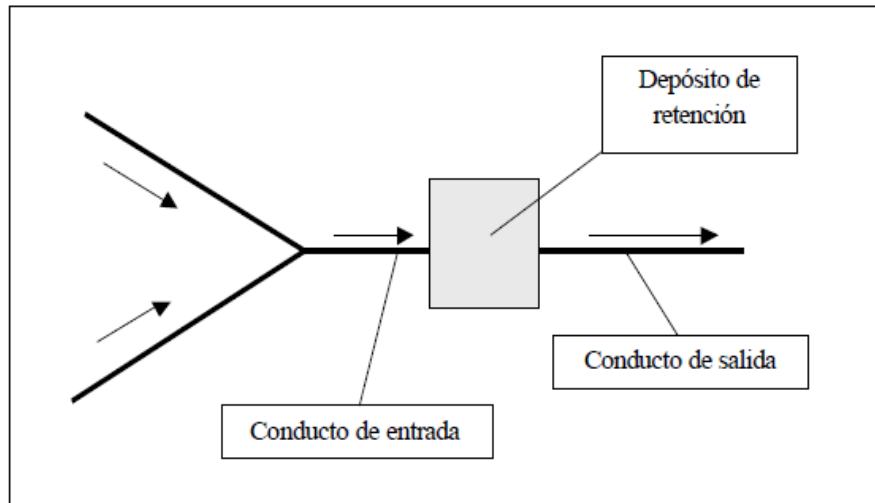 Depósito de
retención
Conducto de salida
Conducto de entrada